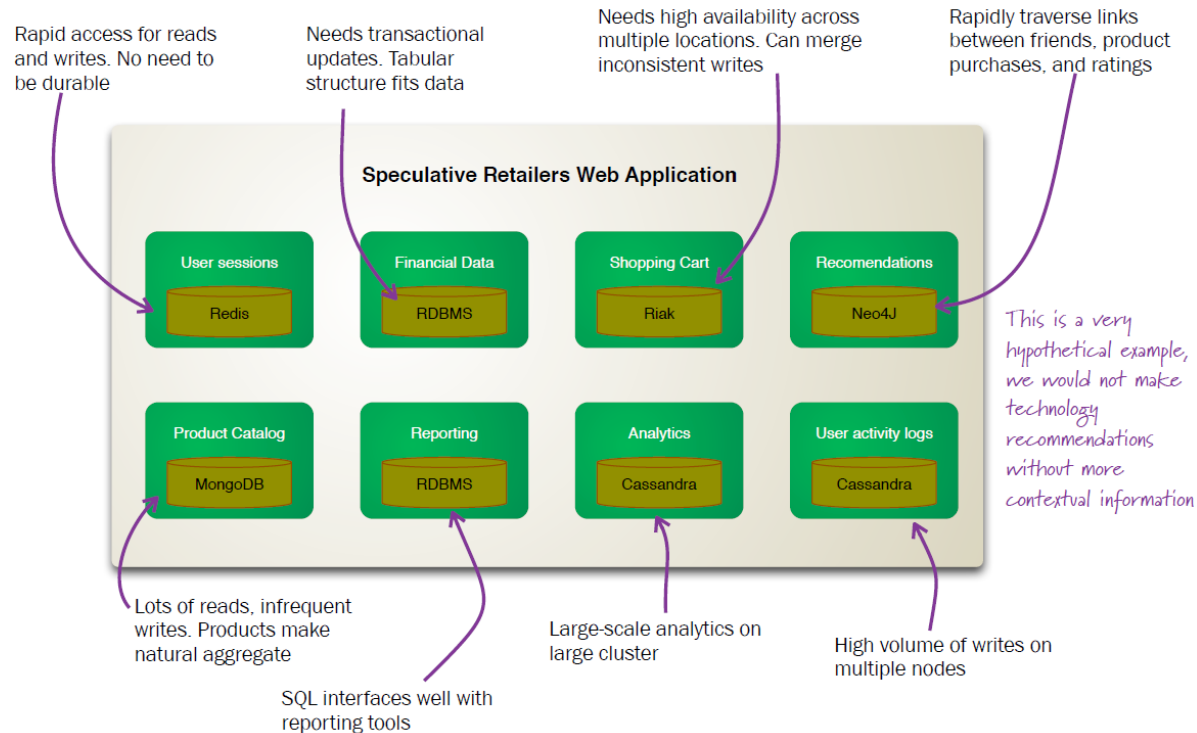 Rapid access for reads
and writes. No need to
be durable
Needs transactional
updates. Tabular
structure fits data
Needs high availability across
multiple locations. Can merge
inconsistent writes
Rapidly traverse links
between friends, product
purchases, and ratings
Speculative Retailers Web Application
User sessions
Redis
Financial Data
RDBMS
Shopping Cart
Riak
Recomendations
Neo4J
This is a very
hypothetical example,
we would not make
technology
recommendations
without more
contextual information
Product Catalog
MongoDB
Reporting
RDBMS
Analytics
Cassandra
User activity logs
Cassandra
Lots of reads, infrequent
writes. Products make
natural aggregate
SQL interfaces well with
reporting tools
Large-scale analytics on
large cluster
High volume of writes on
multiple nodes